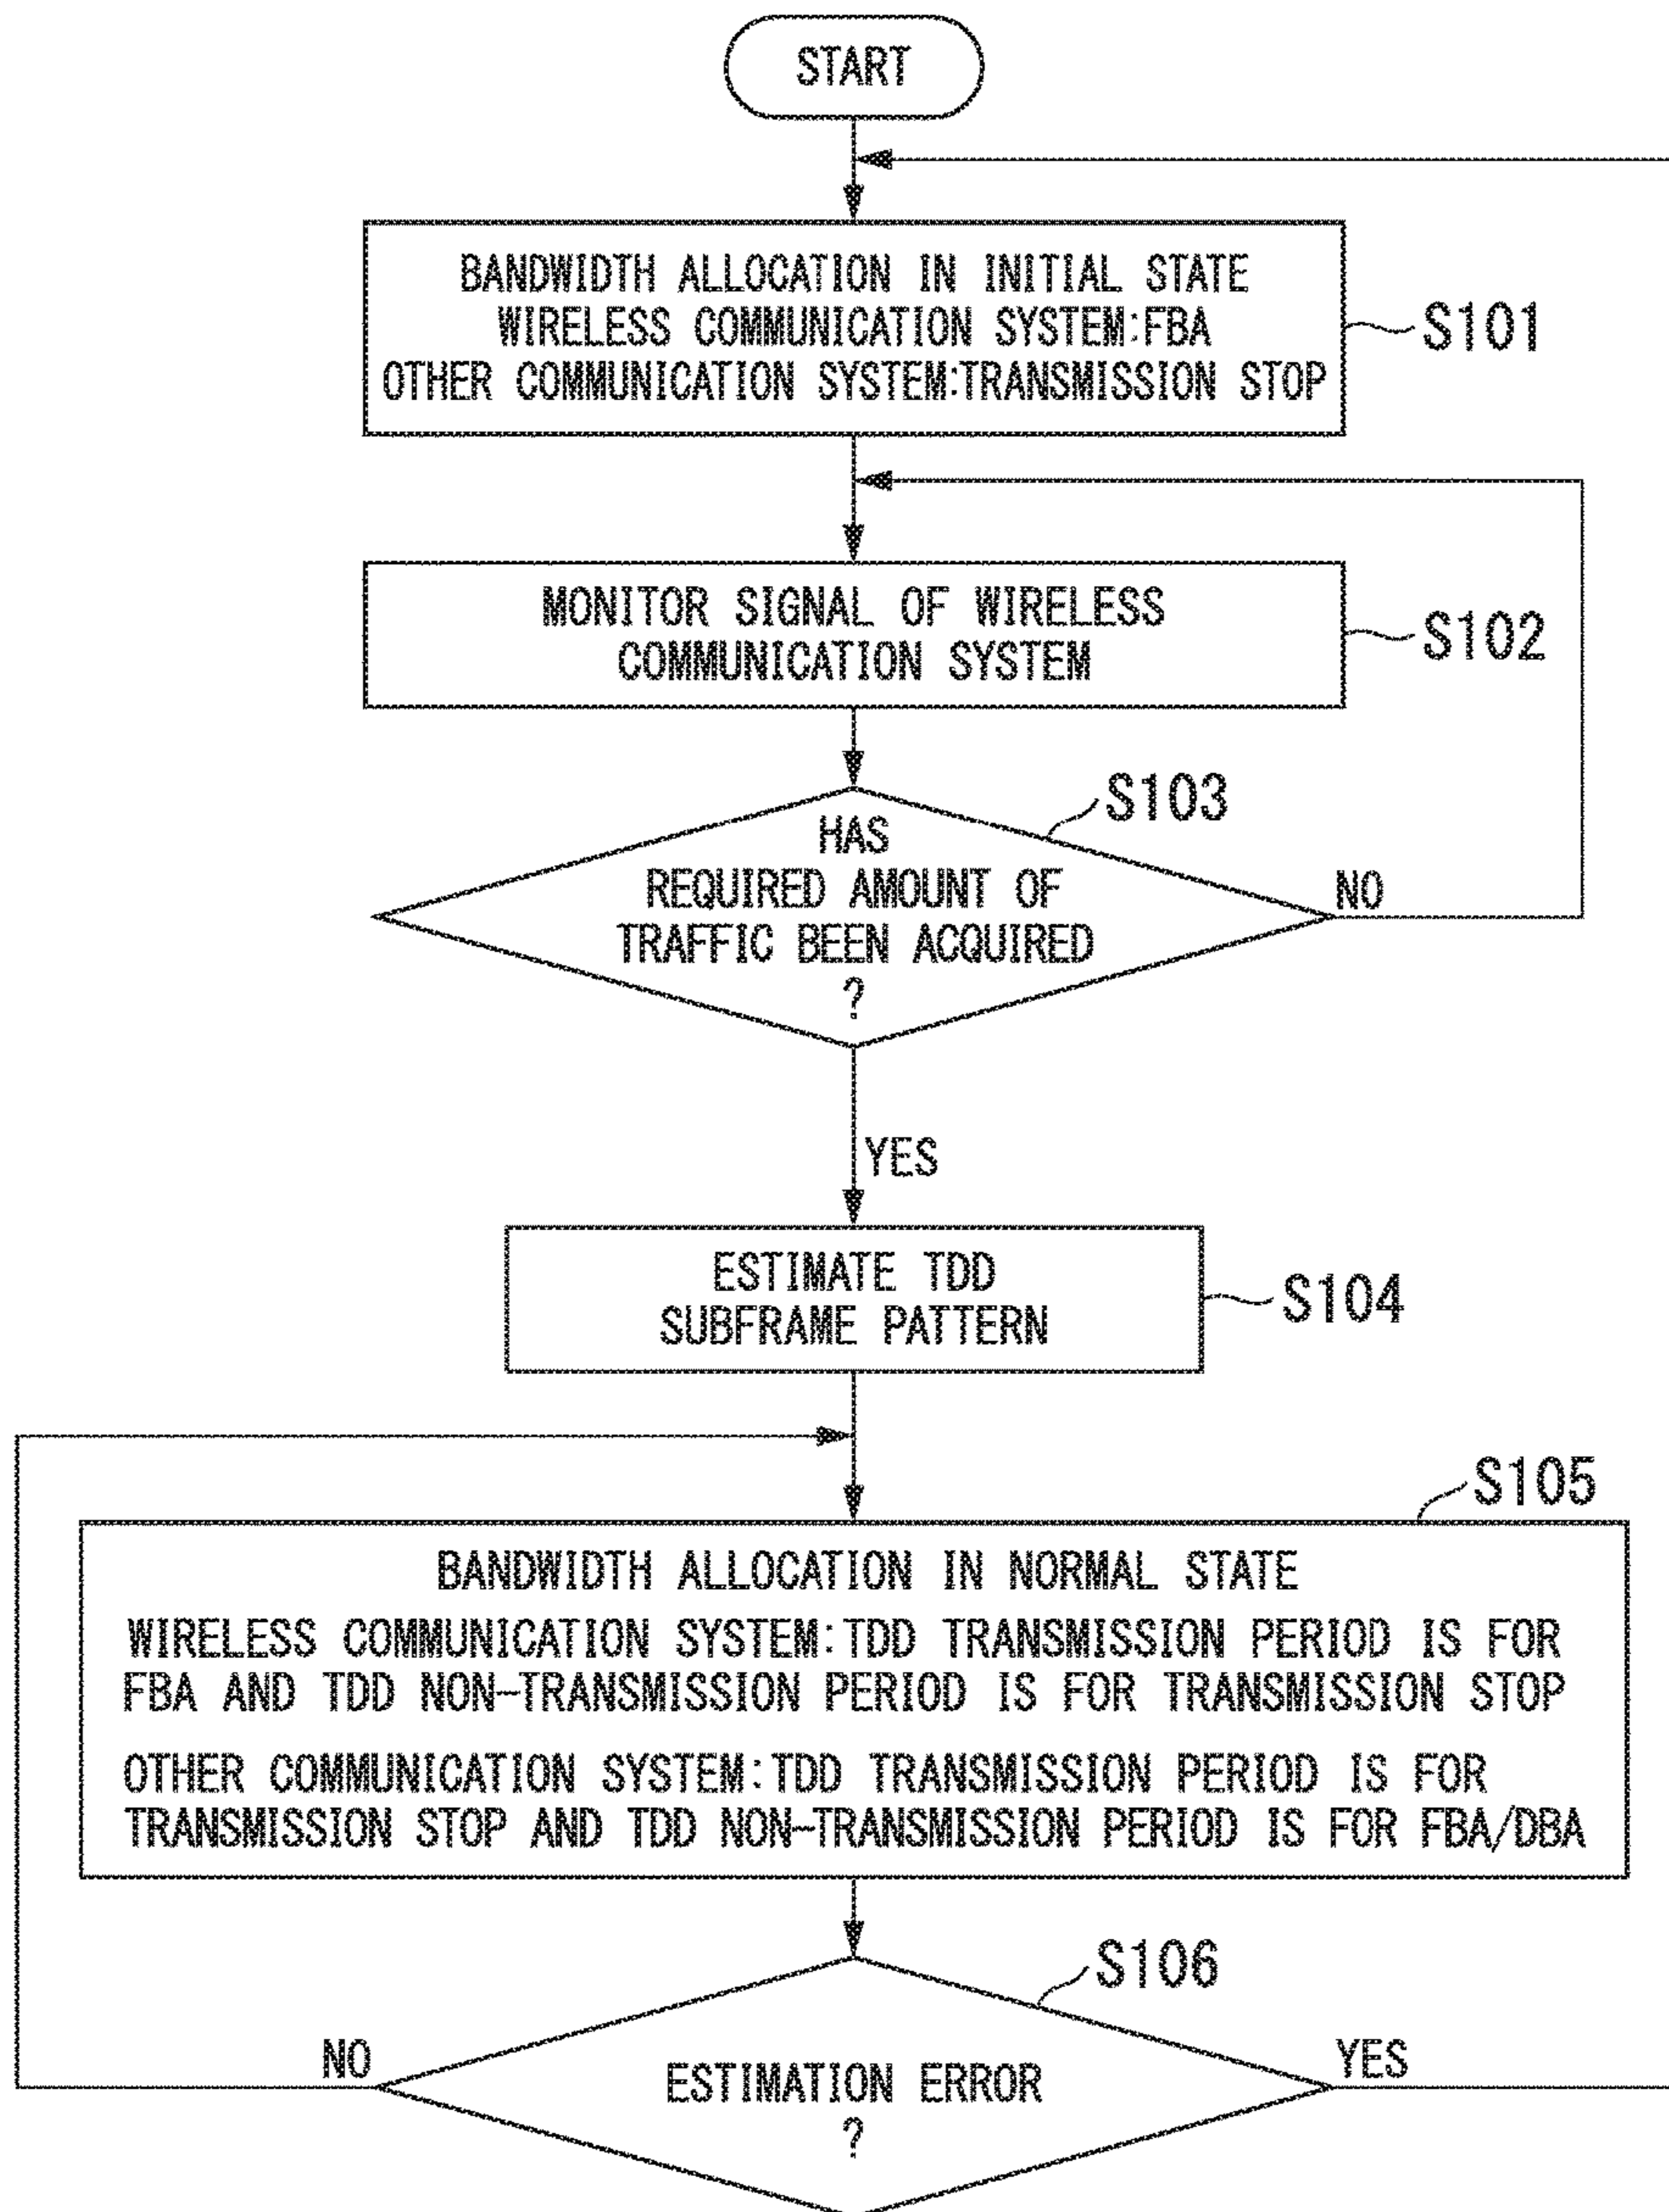 START
BANDWIDTH ALLOCATION IN INITIAL STATE
WIRELESS COMMUNICATION SYSTEM:FBA
OTHER COMMUNICATION SYSTEM:TRANSMISSION STOP
S101
MONITOR SIGNAL OF WIRELESS
COMMUNICATION SYSTEM
S102
S103
HAS
REQUIRED AMOUNT OF
TRAFFIC BEEN ACQUIRED
?
NO
YES
ESTIMATE TDD
SUBFRAME PATTERN
S104
S105
BANDWIDTH ALLOCATION IN NORMAL STATE
WIRELESS COMMUNICATION SYSTEM:TDD TRANSMISSION PERIOD IS FOR
FBA AND TDD NON-TRANSMISSION PERIOD IS FOR TRANSMISSION STOP
OTHER COMMUNICATION SYSTEM:TDD TRANSMISSION PERIOD IS FOR
TRANSMISSION STOP AND TDD NON-TRANSMISSION PERIOD IS FOR FBA/DBA
S106
NO
ESTIMATION ERROR
?
YES